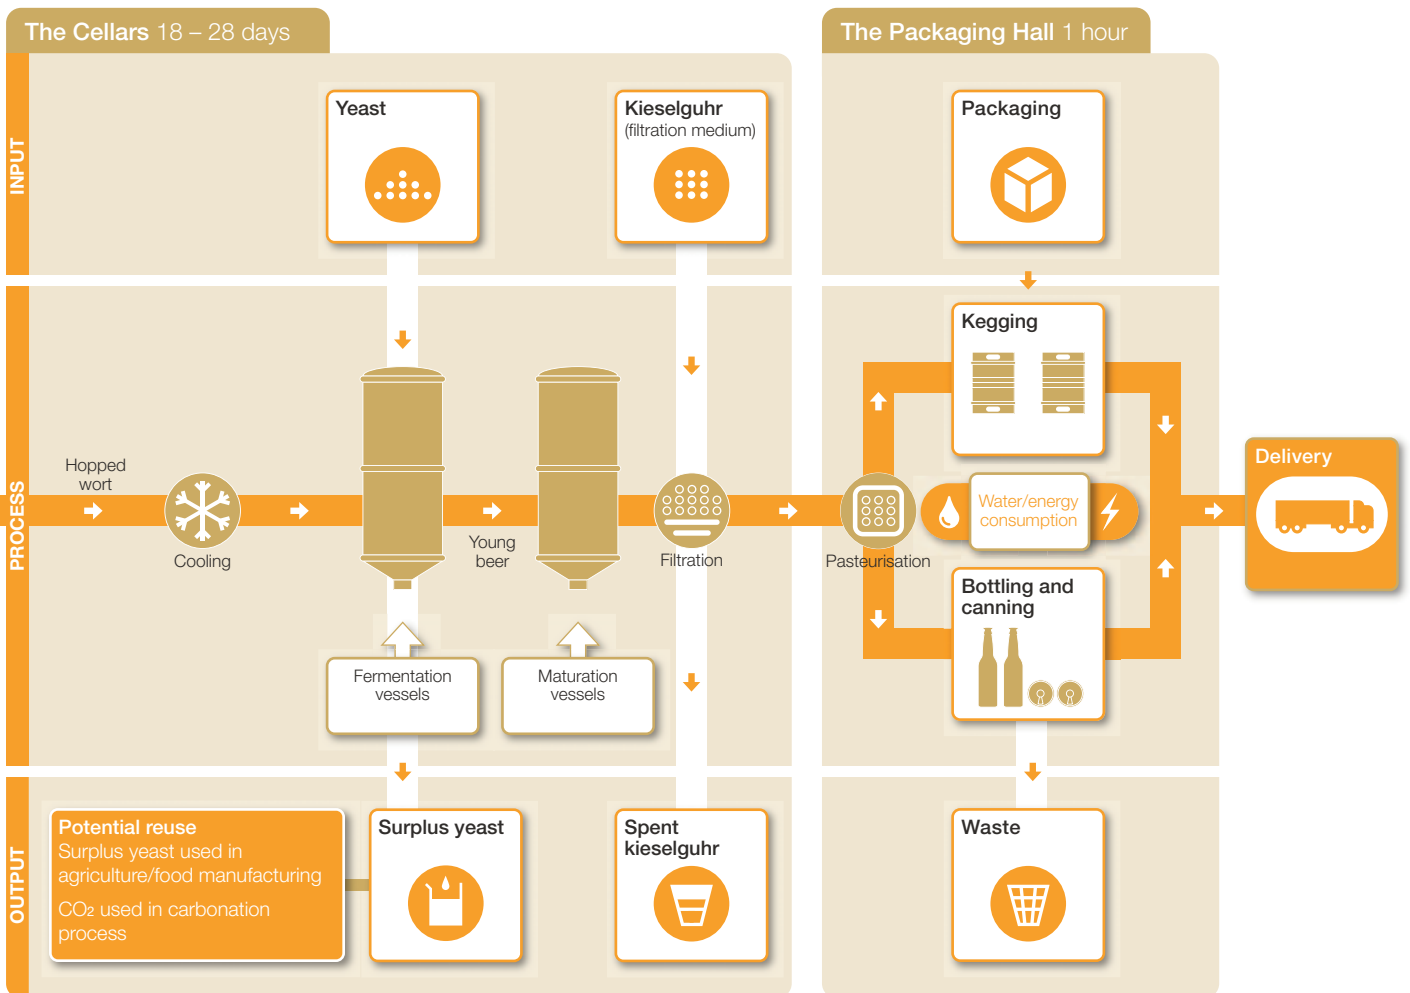 The Cellars 18 – 28 days
The Packaging Hall 1 hour
INPUT
Yeast
Kieselguhr
(filtration medium)
Packaging
PROCESS
Hopped
wort
Cooling
Young
beer
Filtration
Pasteurisation
Kegging
Water/energy
consumption
Bottling and
canning
Delivery
Fermentation
vessels
Maturation
vessels
OUTPUT
Potential reuse
Surplus yeast used in
agriculture/food manufacturing
CO₂ used in carbonation
process
Surplus yeast
Spent
kieselguhr
Waste